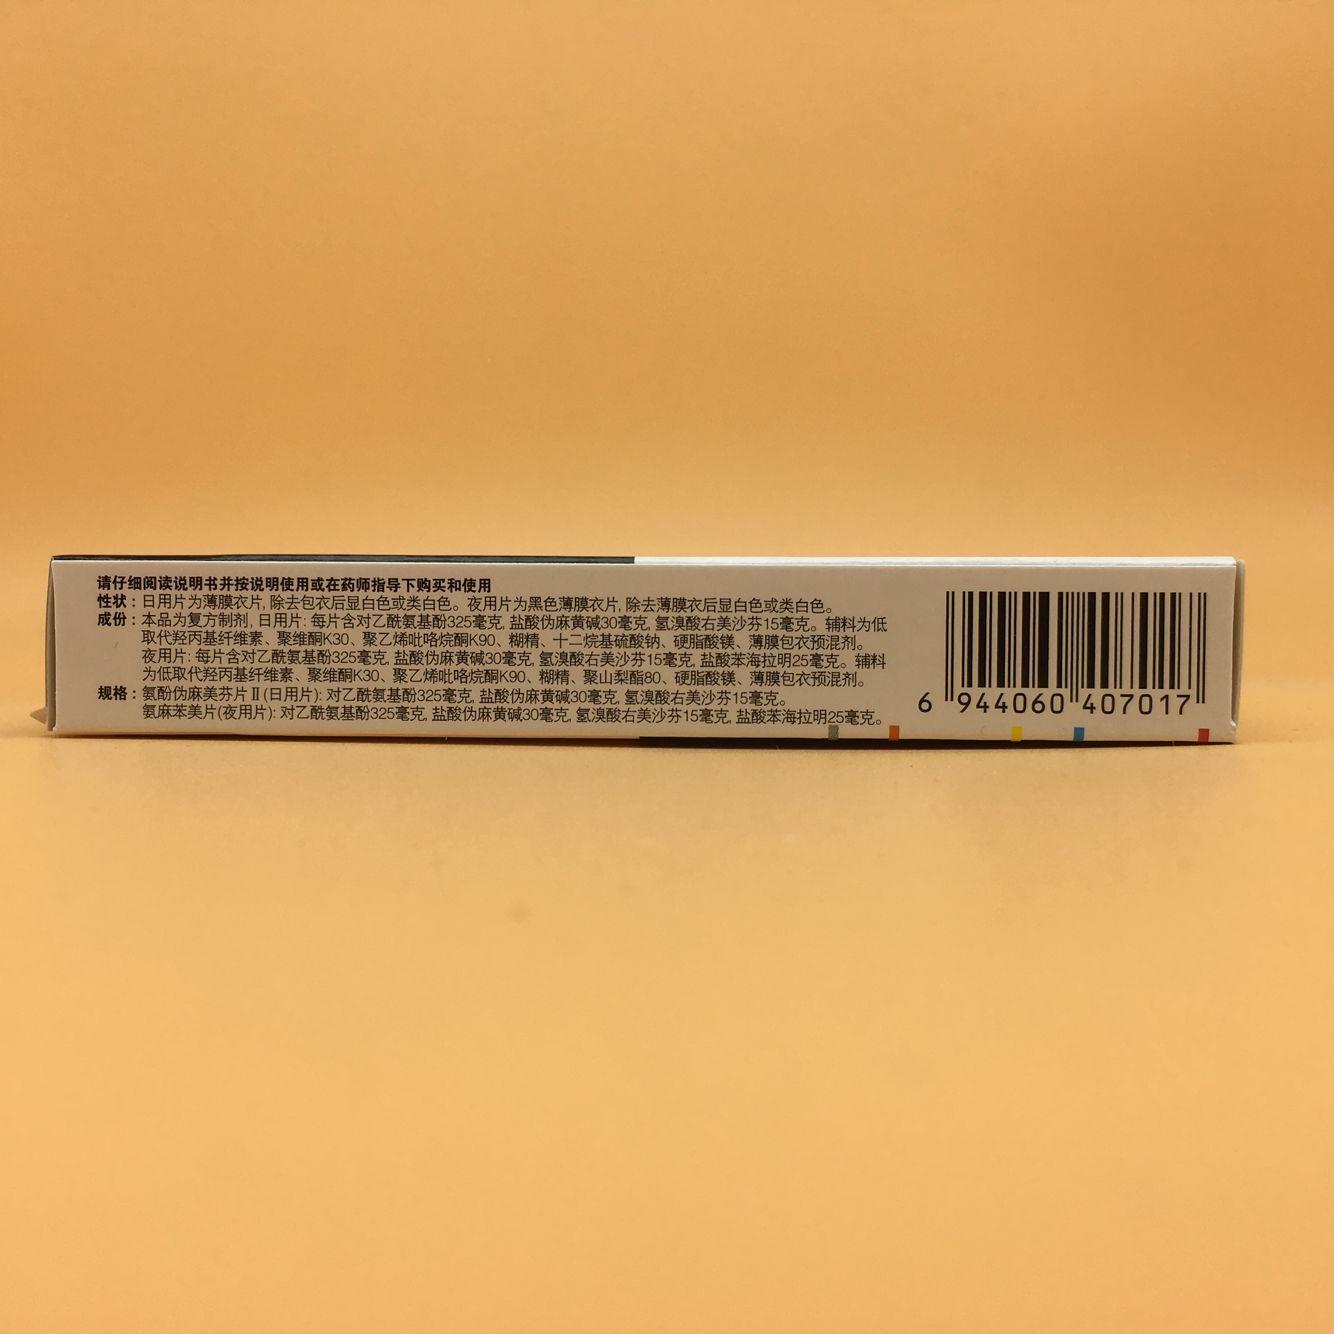 请仔细阅读说明书并按说明使用或在药师指导下购买和使用
性状：日用片为薄膜衣片, 除去包衣后显白色或类白色。夜用片为黑色薄膜衣片, 除去薄膜衣后显白色或类白色。
成份：本品为复方制剂, 日用片: 每片含对乙酰氨基酚325毫克, 盐酸伪麻黄碱30毫克, 氢溴酸右美沙芬15毫克。辅料为低
取代羟丙基纤维素、聚维酮K30、聚乙烯吡咯烷酮K90、糊精、十二烷基硫酸钠、硬脂酸镁、薄膜包衣预混剂。
夜用片: 每片含对乙酰氨基酚325毫克, 盐酸伪麻黄碱30毫克, 氢溴酸右美沙芬15毫克, 盐酸苯海拉明25毫克。辅料
为低取代羟丙基纤维素、聚维酮K30、聚乙烯吡咯烷酮K90、糊精、聚山梨酯80、硬脂酸镁、薄膜包衣预混剂。
规格：氨酚伪麻美芬片Ⅱ(日用片): 对乙酰氨基酚325毫克, 盐酸伪麻黄碱30毫克, 氢溴酸右美沙芬15毫克。
氨麻苯美片(夜用片): 对乙酰氨基酚325毫克, 盐酸伪麻黄碱30毫克, 氢溴酸右美沙芬15毫克, 盐酸苯海拉明25毫克。
6 944060 407017